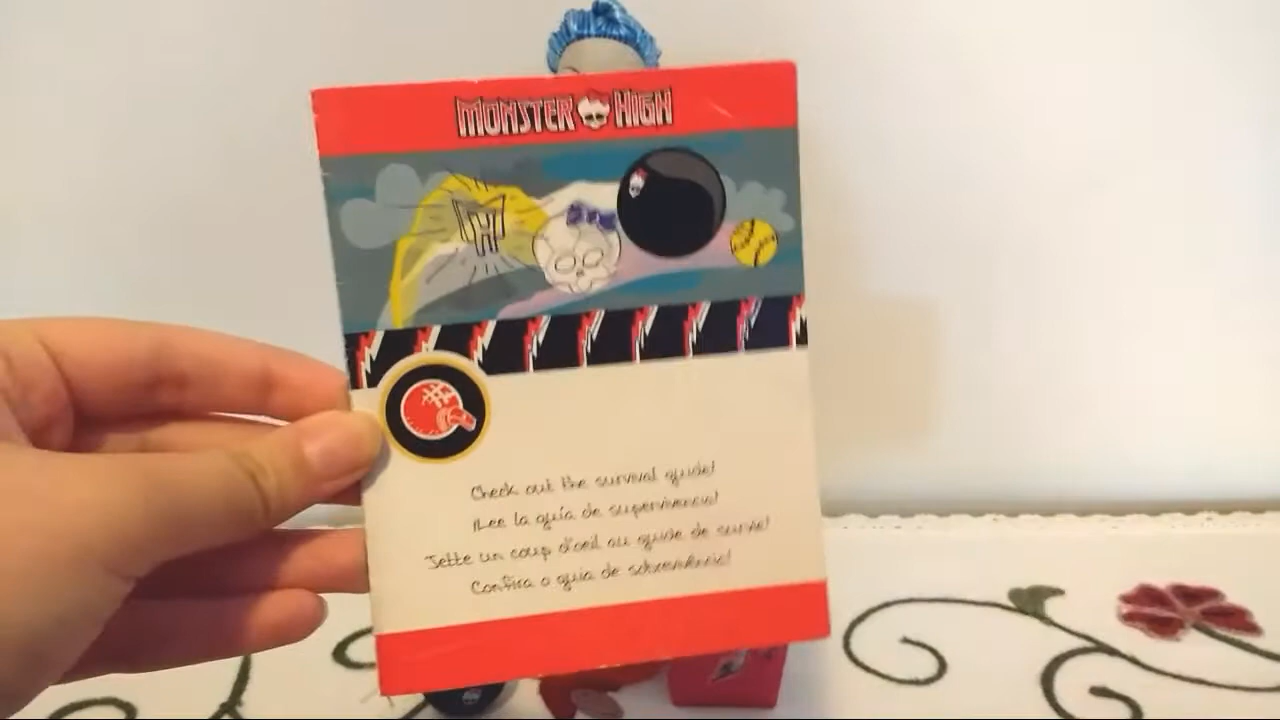 MONSTER HIGH
MH
Check out the survival guide!
¡Lee la guía de supervivencia!
Jette un coup d'oeil au guide de survie!
Confira o guia de sobrevivência!